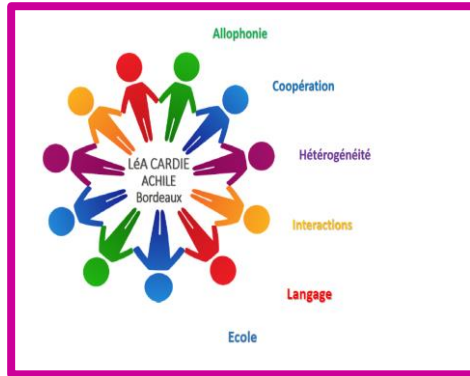 Allophonie
Coopération
Hétérogénéité
LéA CARDIE
ACHILE
Bordeaux
Interactions
Langage
Ecole